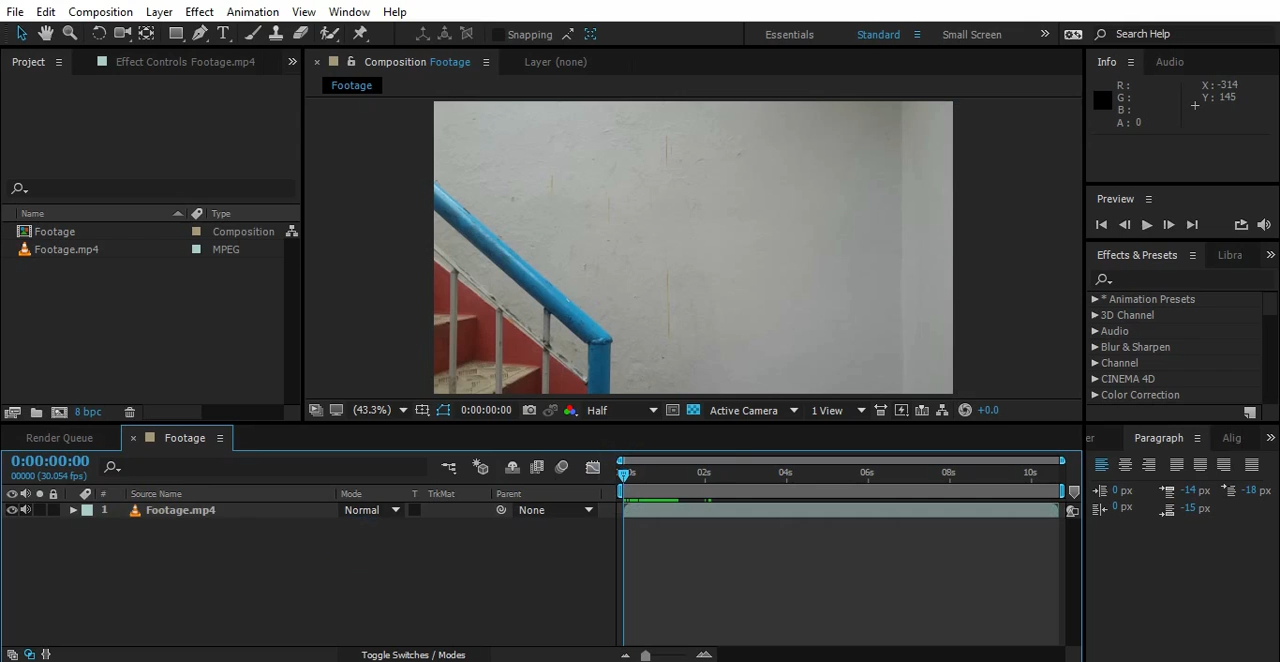 File Edit Composition Layer Effect Animation View Window Help
Snapping Essentials Standard Small Screen Search Help
Project Effect Controls Footage.mp4 Composition Footage Layer (none) Info Audio
Footage
R: X: -314
G: Y: 145
B:
A: 0
Preview
Name Type
Footage Composition
Footage.mp4 MPEG
Effects & Presets Libra
* Animation Presets
3D Channel
Audio
Blur & Sharpen
Channel
CINEMA 4D
Color Correction
8 bpc (43.3%) 0:00:00:00 Half Active Camera 1 View +0.0
Render Queue Footage er Paragraph Alig
0:00:00:00
00000 (30.054 fps)
02s 04s 06s 08s 10s
0 px -14 px -18 px
0 px -15 px
# Source Name Mode T TrkMat Parent
1 Footage.mp4 Normal None
Toggle Switches / Modes